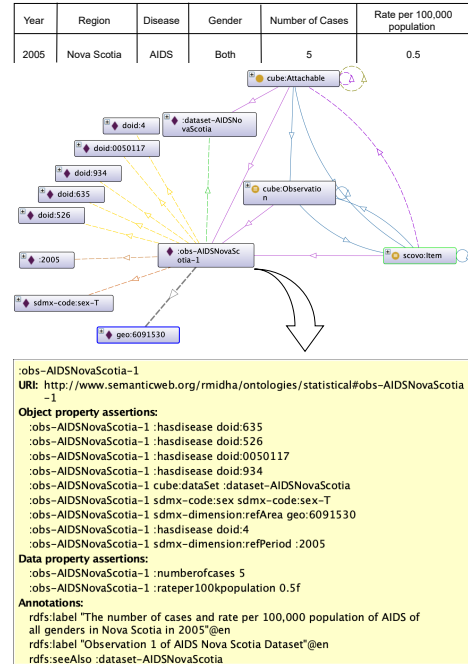 Year Region Disease Gender Number of Cases Rate per 100,000
population
2005 Nova Scotia AIDS Both 5 0.5
cube:Attachable
doid:4
:dataset-AIDSNo
vaScotia
doid:0050117
doid:934
cube:Observatio
n
doid:635
doid:526
:obs-AIDSNovaSc
otia-1
scovo:Item
:2005
sdmx-code:sex-T
geo:6091530
:obs-AIDSNovaScotia-1
URI: http://www.semanticweb.org/rmidha/ontologies/statistical#obs-AIDSNovaScotia
-1
Object property assertions:
:obs-AIDSNovaScotia-1 :hasdisease doid:635
:obs-AIDSNovaScotia-1 :hasdisease doid:526
:obs-AIDSNovaScotia-1 :hasdisease doid:0050117
:obs-AIDSNovaScotia-1 :hasdisease doid:934
:obs-AIDSNovaScotia-1 cube:dataSet :dataset-AIDSNovaScotia
:obs-AIDSNovaScotia-1 sdmx-code:sex sdmx-code:sex-T
:obs-AIDSNovaScotia-1 sdmx-dimension:refArea geo:6091530
:obs-AIDSNovaScotia-1 :hasdisease doid:4
:obs-AIDSNovaScotia-1 sdmx-dimension:refPeriod :2005
Data property assertions:
:obs-AIDSNovaScotia-1 :numberofcases 5
:obs-AIDSNovaScotia-1 :rateper100kpopulation 0.5f
Annotations:
rdfs:label "The number of cases and rate per 100,000 population of AIDS of
all genders in Nova Scotia in 2005"@en
rdfs:label "Observation 1 of AIDS Nova Scotia Dataset"@en
rdfs:seeAlso :dataset-AIDSNovaScotia